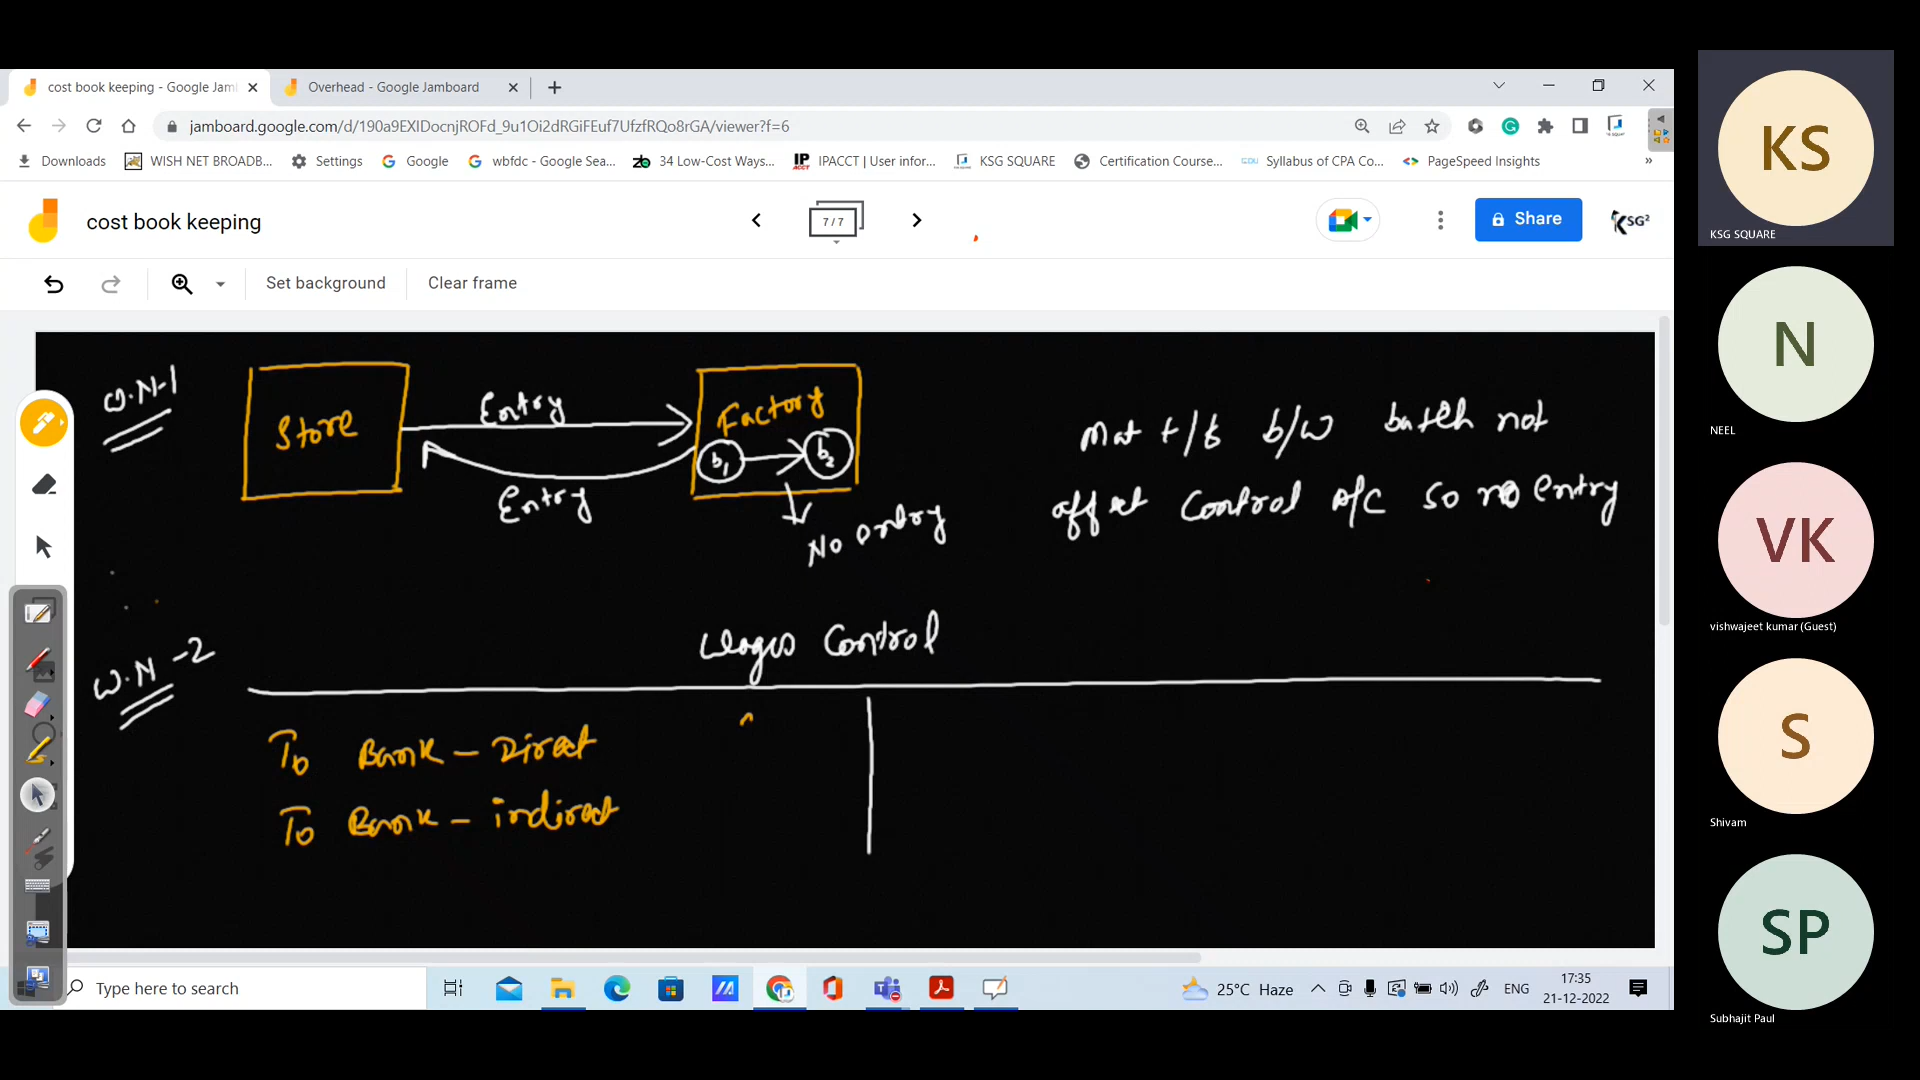 cost book keeping - Google Jam
Overhead - Google Jamboard
jamboard.google.com/d/190a9EXIDocnjROFd_9u1Oi2dRGiFEuf7UfzfRQo8rGA/viewer?f=6
Downloads
WISH NET BROADB...
Settings
Google
wbfdc - Google Sea...
34 Low-Cost Ways...
IPACCT | User infor...
KSG SQUARE
Certification Course...
Syllabus of CPA Co...
PageSpeed Insights
cost book keeping
7 / 7
Share
KSG²
Set background
Clear frame
W.N-1
Store
Entry
Entry
Factory
b1
b2
No entry
Mat t/f b/w batch not
affect Control A/C So no entry
W.N-2
Wages Control
To Bank - Direct
To Bank - indirect
Type here to search
25°C Haze
ENG
17:35
21-12-2022
KS
KSG SQUARE
N
NEEL
VK
vishwajeet kumar (Guest)
S
Shivam
SP
Subhajit Paul